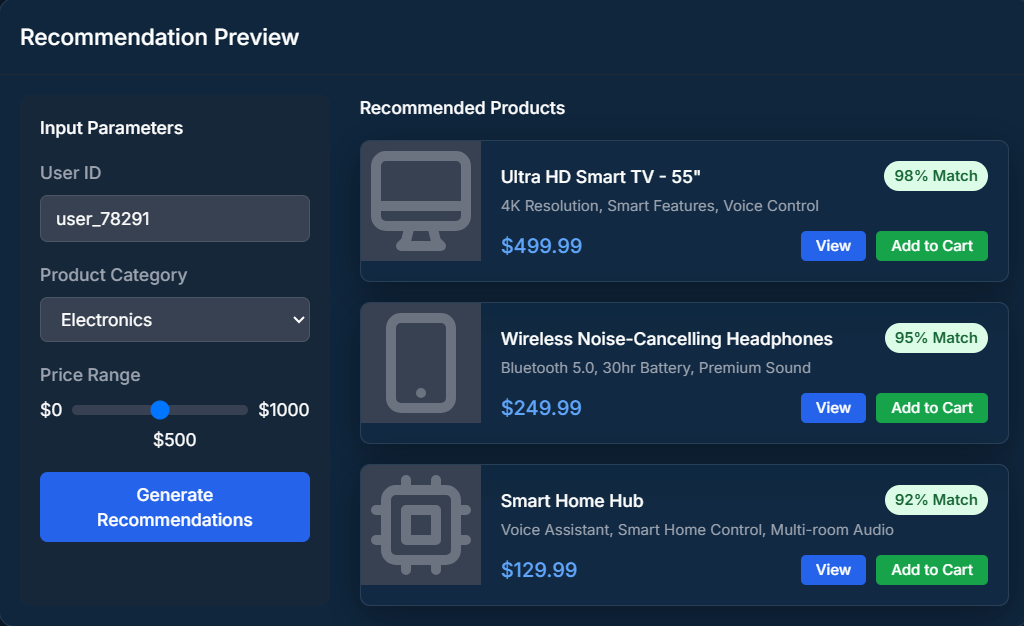 Recommendation Preview
Input Parameters
User ID
user_78291
Product Category
Electronics
Price Range
$0 $1000
$500
Generate
Recommendations
Recommended Products
Ultra HD Smart TV - 55"
98% Match
4K Resolution, Smart Features, Voice Control
$499.99
View
Add to Cart
Wireless Noise-Cancelling Headphones
95% Match
Bluetooth 5.0, 30hr Battery, Premium Sound
$249.99
View
Add to Cart
Smart Home Hub
92% Match
Voice Assistant, Smart Home Control, Multi-room Audio
$129.99
View
Add to Cart